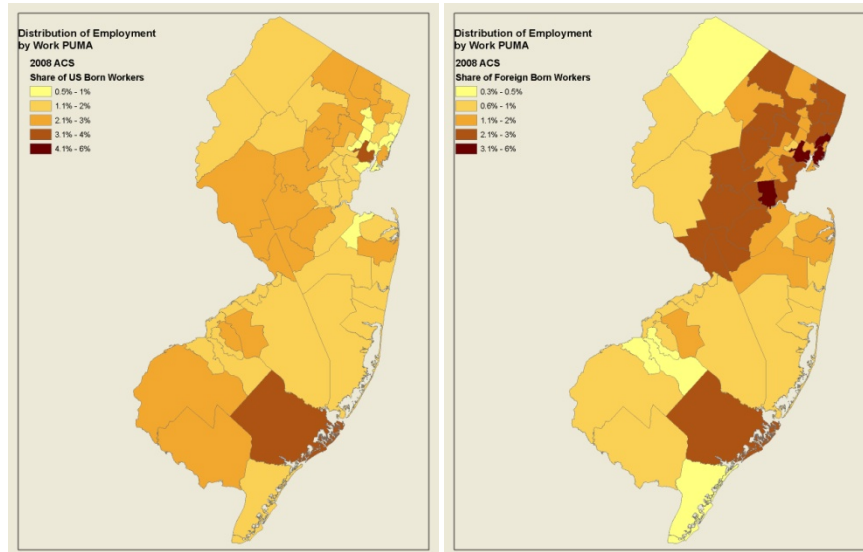 Distribution of Employment
by Work PUMA
2008 ACS
Share of US Born Workers
0.5% - 1%
1.1% - 2%
2.1% - 3%
3.1% - 4%
4.1% - 6%
Distribution of Employment
by Work PUMA
2008 ACS
Share of Foreign Born Workers
0.3% - 0.5%
0.6% - 1%
1.1% - 2%
2.1% - 3%
3.1% - 6%